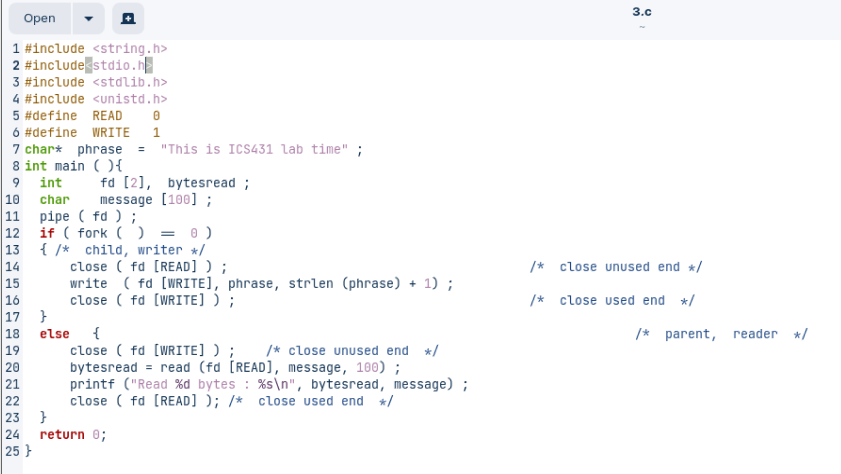 Open
3.c
~
1 #include <string.h>
2 #include<stdio.h>
3 #include <stdlib.h>
4 #include <unistd.h>
5 #define  READ    0
6 #define  WRITE   1
7 char*  phrase  =  "This is ICS431 lab time" ;
8 int main ( ){
9   int     fd [2],  bytesread ;
10   char    message [100] ;
11   pipe ( fd ) ;
12   if ( fork (  )  ==  0 )
13   { /*  child, writer */
14       close ( fd [READ] ) ;                                        /*  close unused end */
15       write  ( fd [WRITE], phrase, strlen (phrase) + 1) ;
16       close ( fd [WRITE] ) ;                                       /*  close used end  */
17   }
18   else   {                                                                       /*  parent,  reader  */
19       close ( fd [WRITE] ) ;    /* close unused end  */
20       bytesread = read (fd [READ], message, 100) ;
21       printf ("Read %d bytes : %s\n", bytesread, message) ;
22       close ( fd [READ] ); /*  close used end  */
23   }
24   return 0;
25 }